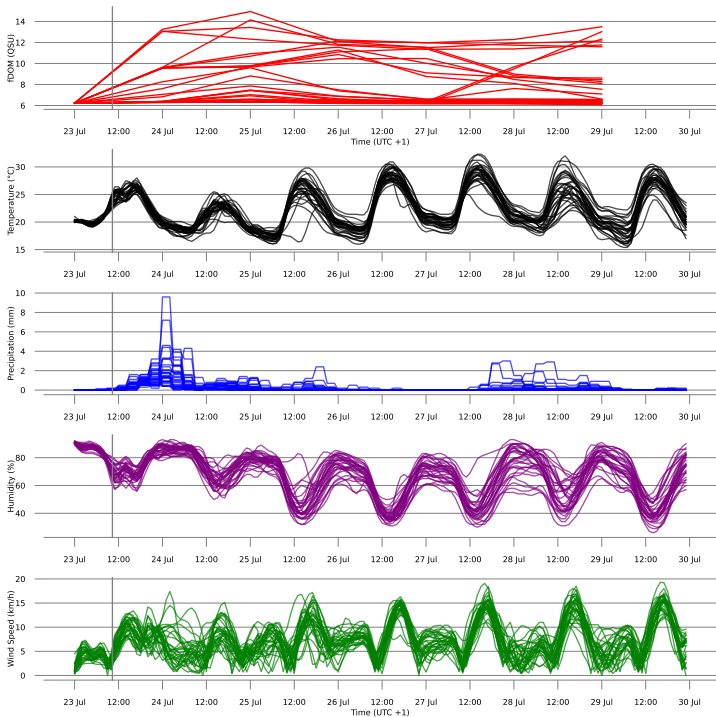 fDOM (QSU)
14
12
10
8
6
23 Jul 12:00 24 Jul 12:00 25 Jul 12:00 26 Jul 12:00 27 Jul 12:00 28 Jul 12:00 29 Jul 12:00 30 Jul
Time (UTC +1)
Temperature (°C)
30
25
20
15
23 Jul 12:00 24 Jul 12:00 25 Jul 12:00 26 Jul 12:00 27 Jul 12:00 28 Jul 12:00 29 Jul 12:00 30 Jul
Precipitation (mm)
10
8
6
4
2
0
23 Jul 12:00 24 Jul 12:00 25 Jul 12:00 26 Jul 12:00 27 Jul 12:00 28 Jul 12:00 29 Jul 12:00 30 Jul
Humidity (%)
80
60
40
23 Jul 12:00 24 Jul 12:00 25 Jul 12:00 26 Jul 12:00 27 Jul 12:00 28 Jul 12:00 29 Jul 12:00 30 Jul
Wind Speed (km/h)
20
15
10
5
0
23 Jul 12:00 24 Jul 12:00 25 Jul 12:00 26 Jul 12:00 27 Jul 12:00 28 Jul 12:00 29 Jul 12:00 30 Jul
Time (UTC +1)